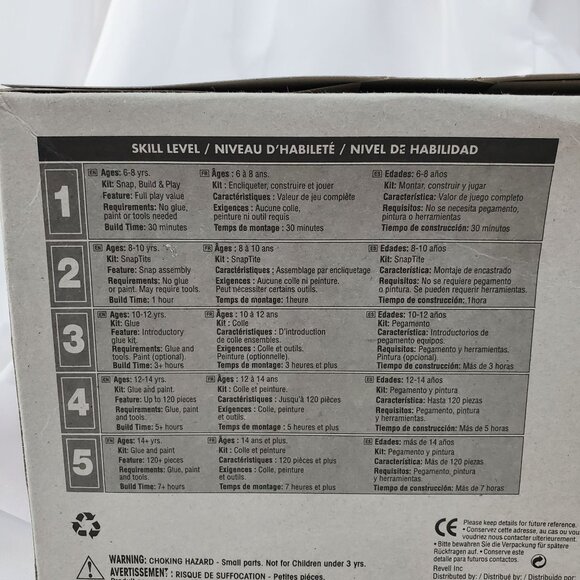 SKILL LEVEL / NIVEAU D'HABILETÉ / NIVEL DE HABILIDAD
1
EN Ages: 6-8 yrs.
Kit: Snap, Build & Play
Feature: Full play value
Requirements: No glue,
paint or tools needed
Build Time: 30 minutes
FR Âges : 6 à 8 ans.
Kit : Encliqueter, construire et jouer
Caractéristiques : Valeur de jeu complète
Exigences : Aucune colle,
peinture ni outil requis
Temps de montage : 30 minutes
ES Edades: 6-8 años
Kit: Montar, construir y jugar
Característica: Valor de juego completo
Requisitos: No se necesita pegamento,
pintura o herramientas
Tiempo de construcción: 30 minutos
2
EN Ages: 8-10 yrs.
Kit: SnapTite
Feature: Snap assembly
Requirements: No glue
or paint. May require tools.
Build Time: 1 hour
FR Âges : 8 à 10 ans
Kit : SnapTite
Caractéristiques : Assemblage par encliquetage
Exigences : Aucune colle ni peinture.
Peut nécessiter certains outils.
Temps de montage : 1heure
ES Edades: 8-10 años
Kit: SnapTite
Característica: Montaje de encastrado
Requisitos: No se requiere pegamento
o pintura. Se pueden requerir herramientas.
Tiempo de construcción: 1hora
3
EN Ages: 10-12 yrs.
Kit: Glue
Feature: Introductory
glue kit.
Requirements: Glue and
tools. Paint (optional).
Build Time: 3+ hours
FR Âges : 10 à 12 ans
Kit : Colle
Caractéristiques : D'introduction
de colle ensembles.
Exigences : Colle et outils.
Peinture (optionnelle).
Temps de montage : 3 heures et plus
ES Edades: 10-12 años
Kit: Pegamento
Característica: Introductorios de
pegamento equipos.
Requisitos: Pegamento y herramientas.
Pintura (opcional).
Tiempo de construcción: Más de 3 horas
4
EN Ages: 12-14 yrs.
Kit: Glue and paint.
Feature: Up to 120 pieces
Requirements: Glue, paint
and tools.
Build Time: 5+ hours
FR Âges : 12 à 14 ans
Kit : Colle et peinture.
Caractéristiques : Jusqu'à 120 pièces
Exigences : Colle, peinture
et outils.
Temps de montage : 5 heures et plus
ES Edades: 12-14 años
Kit: Pegamento y pintura
Característica: Hasta 120 piezas
Requisitos: Pegamento, pintura
y herramientas.
Tiempo de construcción: Más de 5 horas
5
EN Ages: 14+ yrs.
Kit: Glue and paint
Feature: 120+ pieces
Requirements: Glue, paint
and tools.
Build Time: 7+ hours
FR Âges : 14 ans et plus.
Kit : Colle et peinture
Caractéristiques : 120 pièces et plus
Exigences : Colle, peinture
et outils.
Temps de montage : 7 heures et plus
ES Edades: más de 14 años
Kit: Pegamento y pintura
Característica: Más de 120 piezas
Requisitos: Pegamento, pintura
y herramientas.
Tiempo de construcción: Más de 7 horas
CE
Please keep details for future reference.
• Veuillez conserver ces
vous contacter ulterieurement.
• Bitte bewahren Sie die Verpackung für spätere
Rückfragen auf. • Conserve este
detalle para futuros contactos.
Revell Inc
Distributed by / Distribué par / Distribuido por
WARNING: CHOKING HAZARD - Small parts. Not for Children under 3 yrs.
AVERTISSEMENT : RISQUE DE SUFFOCATION - Petites pièces.